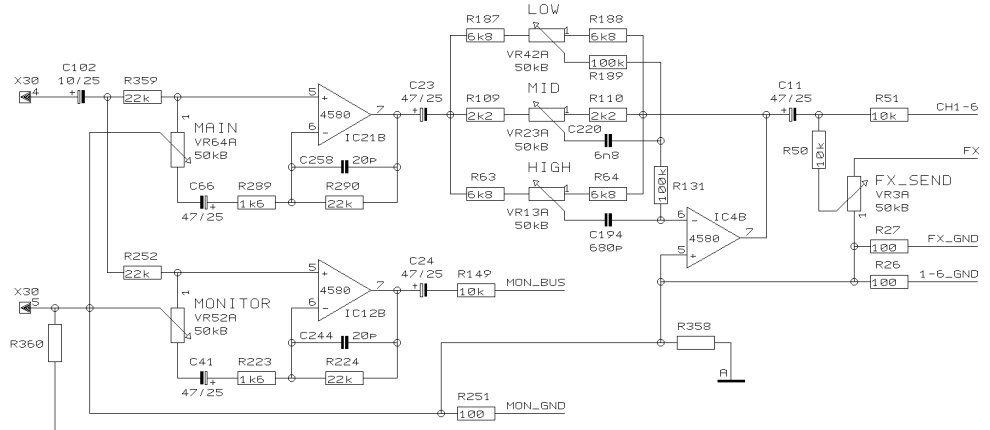 LOW
R187
R188
6k8
1
6k8
VR42A
50kB
100k
R189
X30
4
C102
10/25
+
R359
22k
5
+
4580
7
6
−
IC21B
C23
47/25
+
MID
R109
R110
2k2
1
2k2
VR23A
50kB
C220
6n8
C11
47/25
+
R51
10k
CH1-6
1
MAIN
VR64A
50kB
C258
20p
HIGH
R63
R64
6k8
1
6k8
VR13A
50kB
C194
680p
100k
R131
R50
10k
FX
FX_SEND
VR3A
50kB
1
C66
+
47/25
R289
1k6
R290
22k
6
−
IC4B
4580
7
5
+
R27
100
FX_GND
R26
100
1-6_GND
R252
22k
5
+
4580
7
6
−
IC12B
C24
47/25
+
R149
10k
MON_BUS
X30
5
1
MONITOR
VR52A
50kB
C244
20p
R360
R358
A
C41
+
47/25
R223
1k6
R224
22k
R251
100
MON_GND